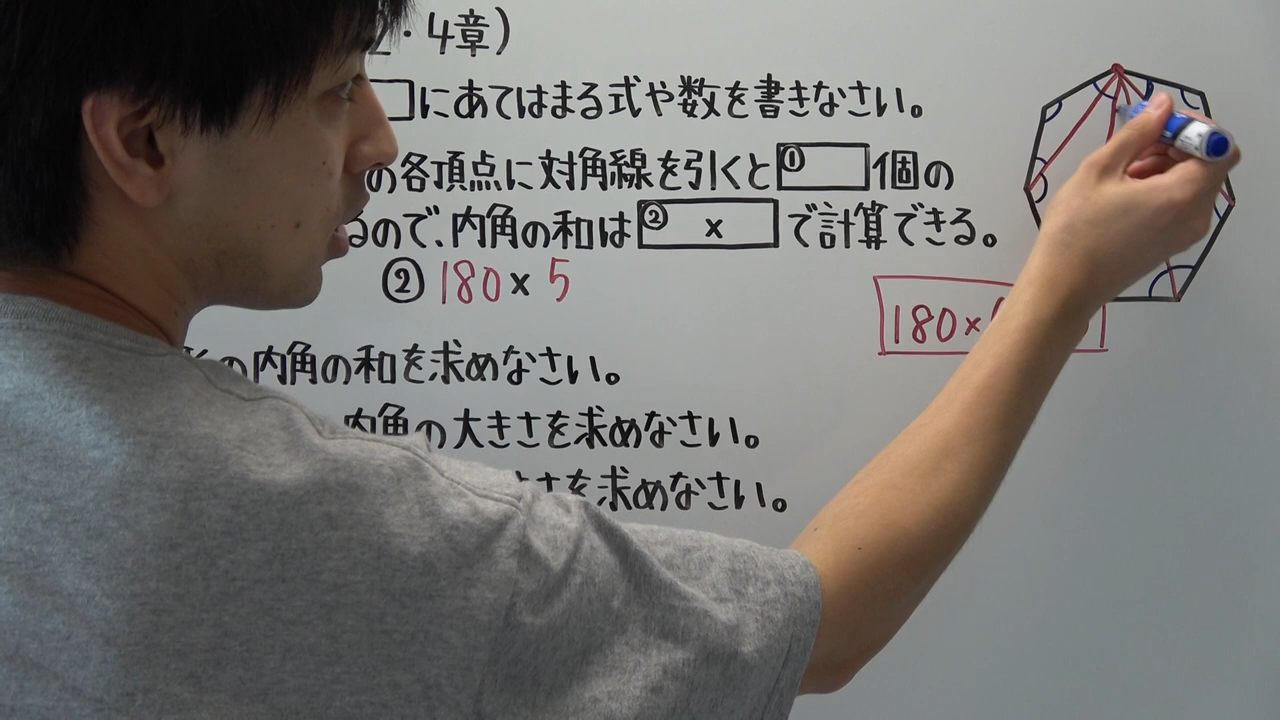 ・4章)
にあてはまる式や数を書きなさい。
の各頂点に対角線を引くと①個の
るので、内角の和は② ×で計算できる。
② 180×5
180×
の内角の和を求めなさい。
内角の大きさを求めなさい。
さを求めなさい。